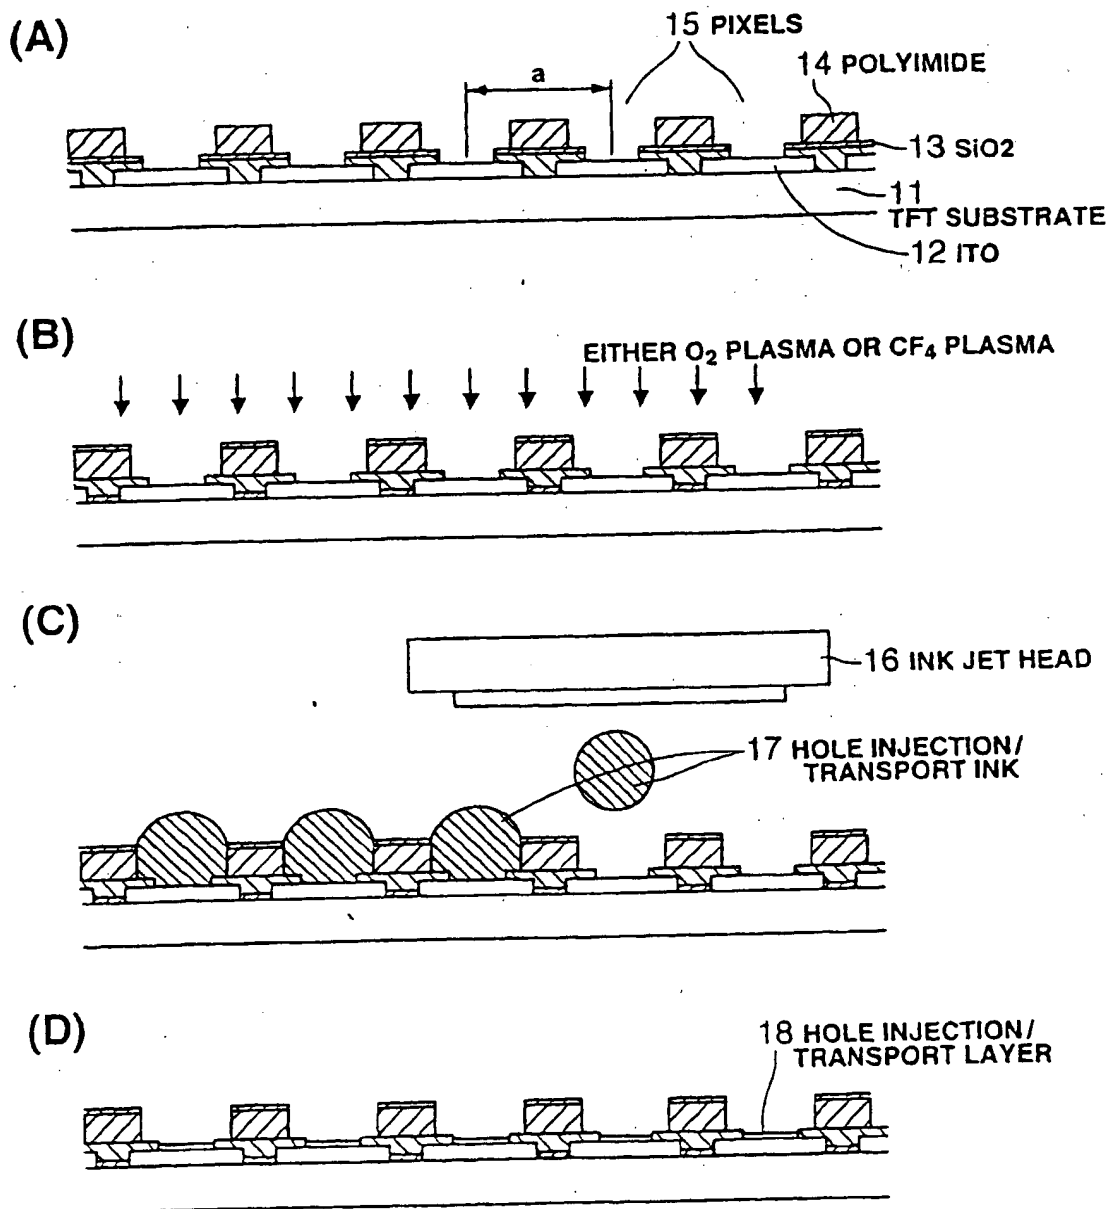 (A)
15 PIXELS
14 POLYIMIDE
a
13 SiO2
11
TFT SUBSTRATE
12 ITO
(B)
EITHER O₂ PLASMA OR CF₄ PLASMA
(C)
16 INK JET HEAD
17 HOLE INJECTION/
TRANSPORT INK
(D)
18 HOLE INJECTION/
TRANSPORT LAYER